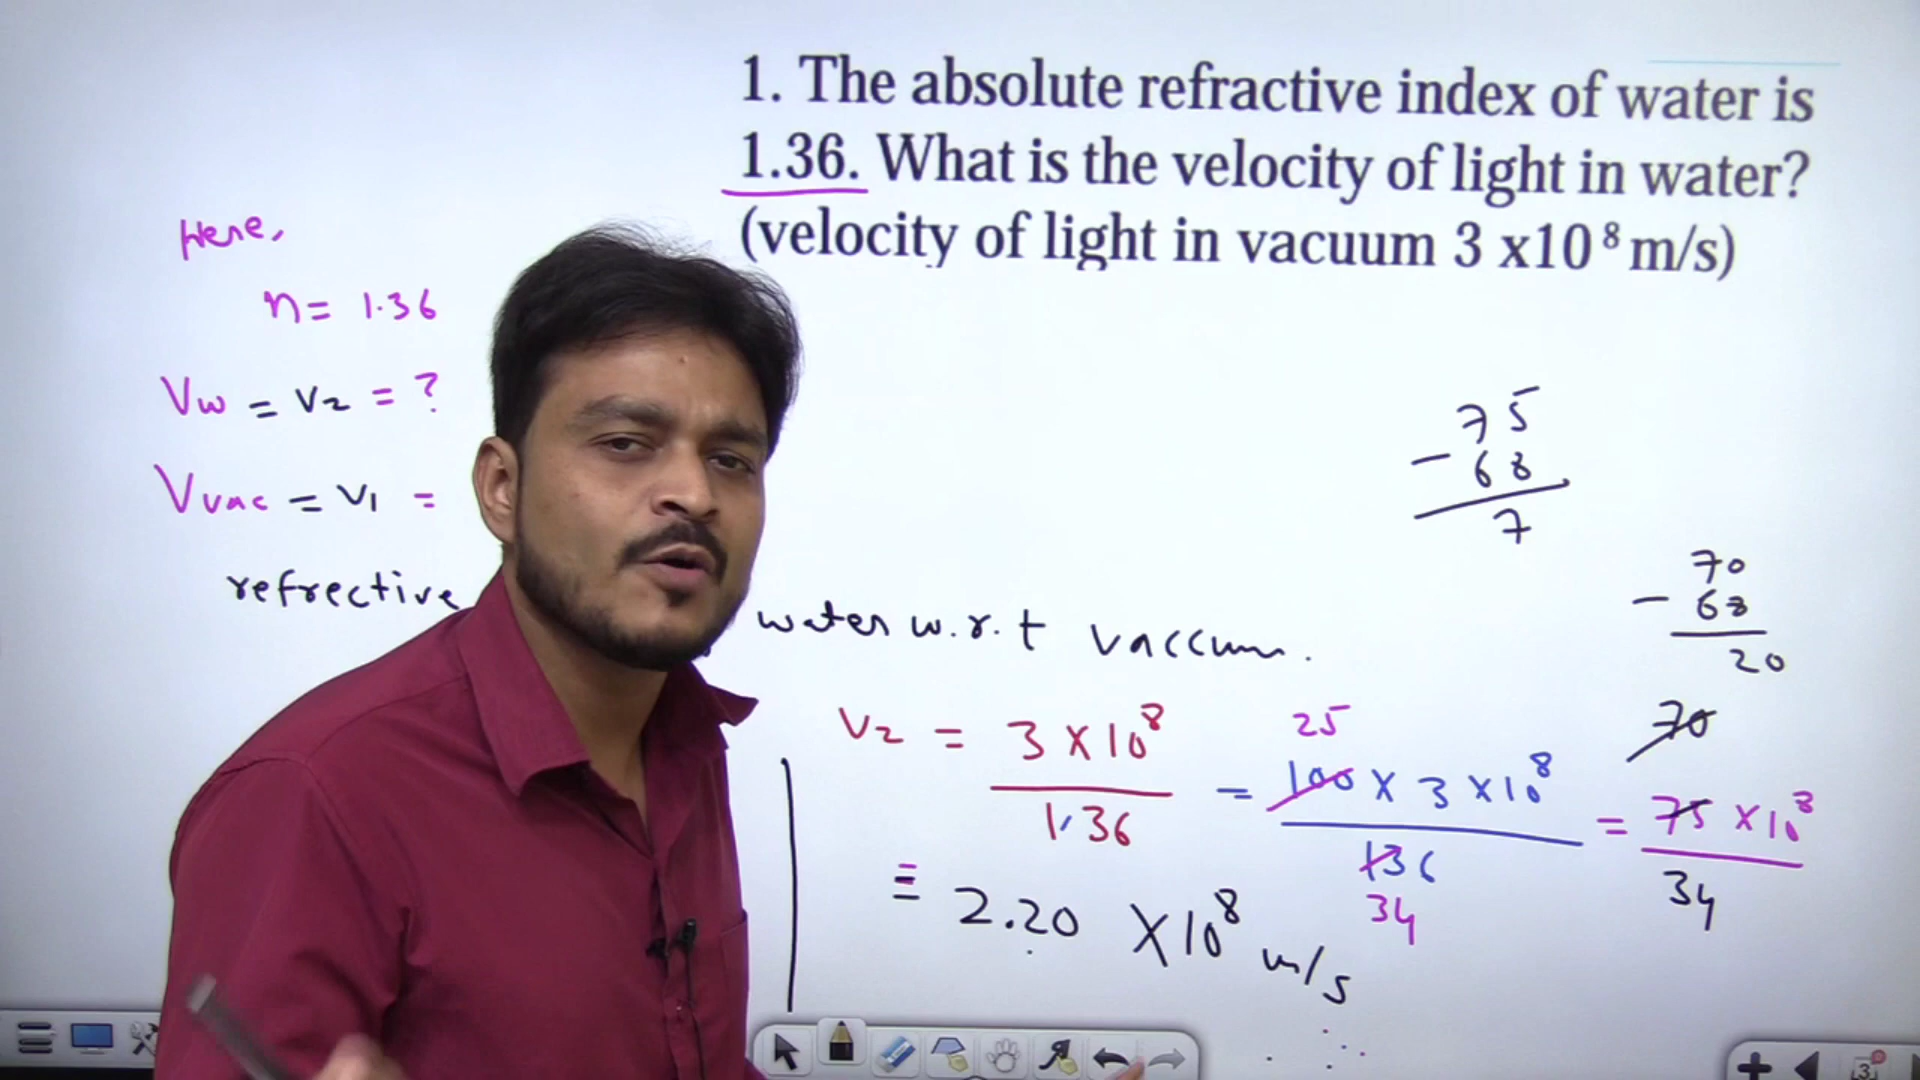 1. The absolute refractive index of water is
1.36. What is the velocity of light in water?
(velocity of light in vacuum 3 x10⁸ m/s)
Here,
n = 1.36
Vw = v2 = ?
Vvac = v1 =
refrective
water w.r.t vaccum.
75
- 68
7
70
- 68
20
70
25
v2 = 3 × 10⁸ / 1.36 = 100 × 3 × 10⁸ / 136 = 75 × 10⁸ / 34
34
= 2.20 × 10⁸ m/s
3